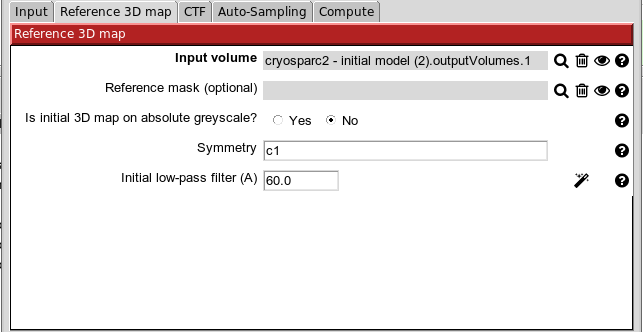 Input Reference 3D map CTF Auto-Sampling Compute
Reference 3D map
Input volume cryosparc2 - initial model (2).outputVolumes.1
Reference mask (optional)
Is initial 3D map on absolute greyscale? Yes No
Symmetry c1
Initial low-pass filter (A) 60.0